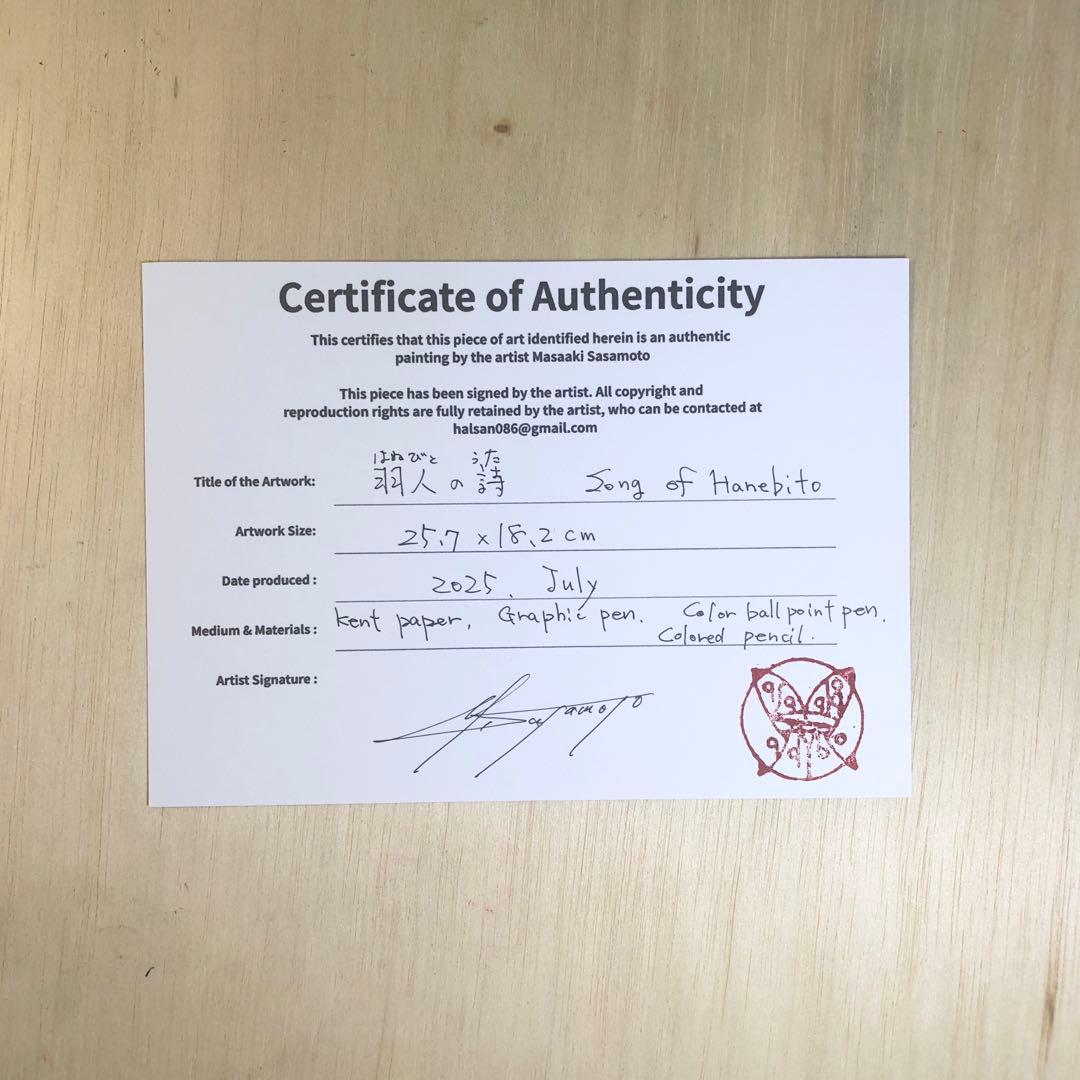 Certificate of Authenticity
This certifies that this piece of art identified herein is an authentic
painting by the artist Masaaki Sasamoto
This piece has been signed by the artist. All copyright and
reproduction rights are fully retained by the artist, who can be contacted at
halsan086@gmail.com
はねびと うた
Title of the Artwork: 羽人の詩 Song of Hanebito
Artwork Size: 25.7 x 18.2 cm
Date produced : 2025. July
Medium & Materials : Kent paper, Graphic pen. Color ball point pen.
Colored pencil.
Artist Signature : M. Sasamoto